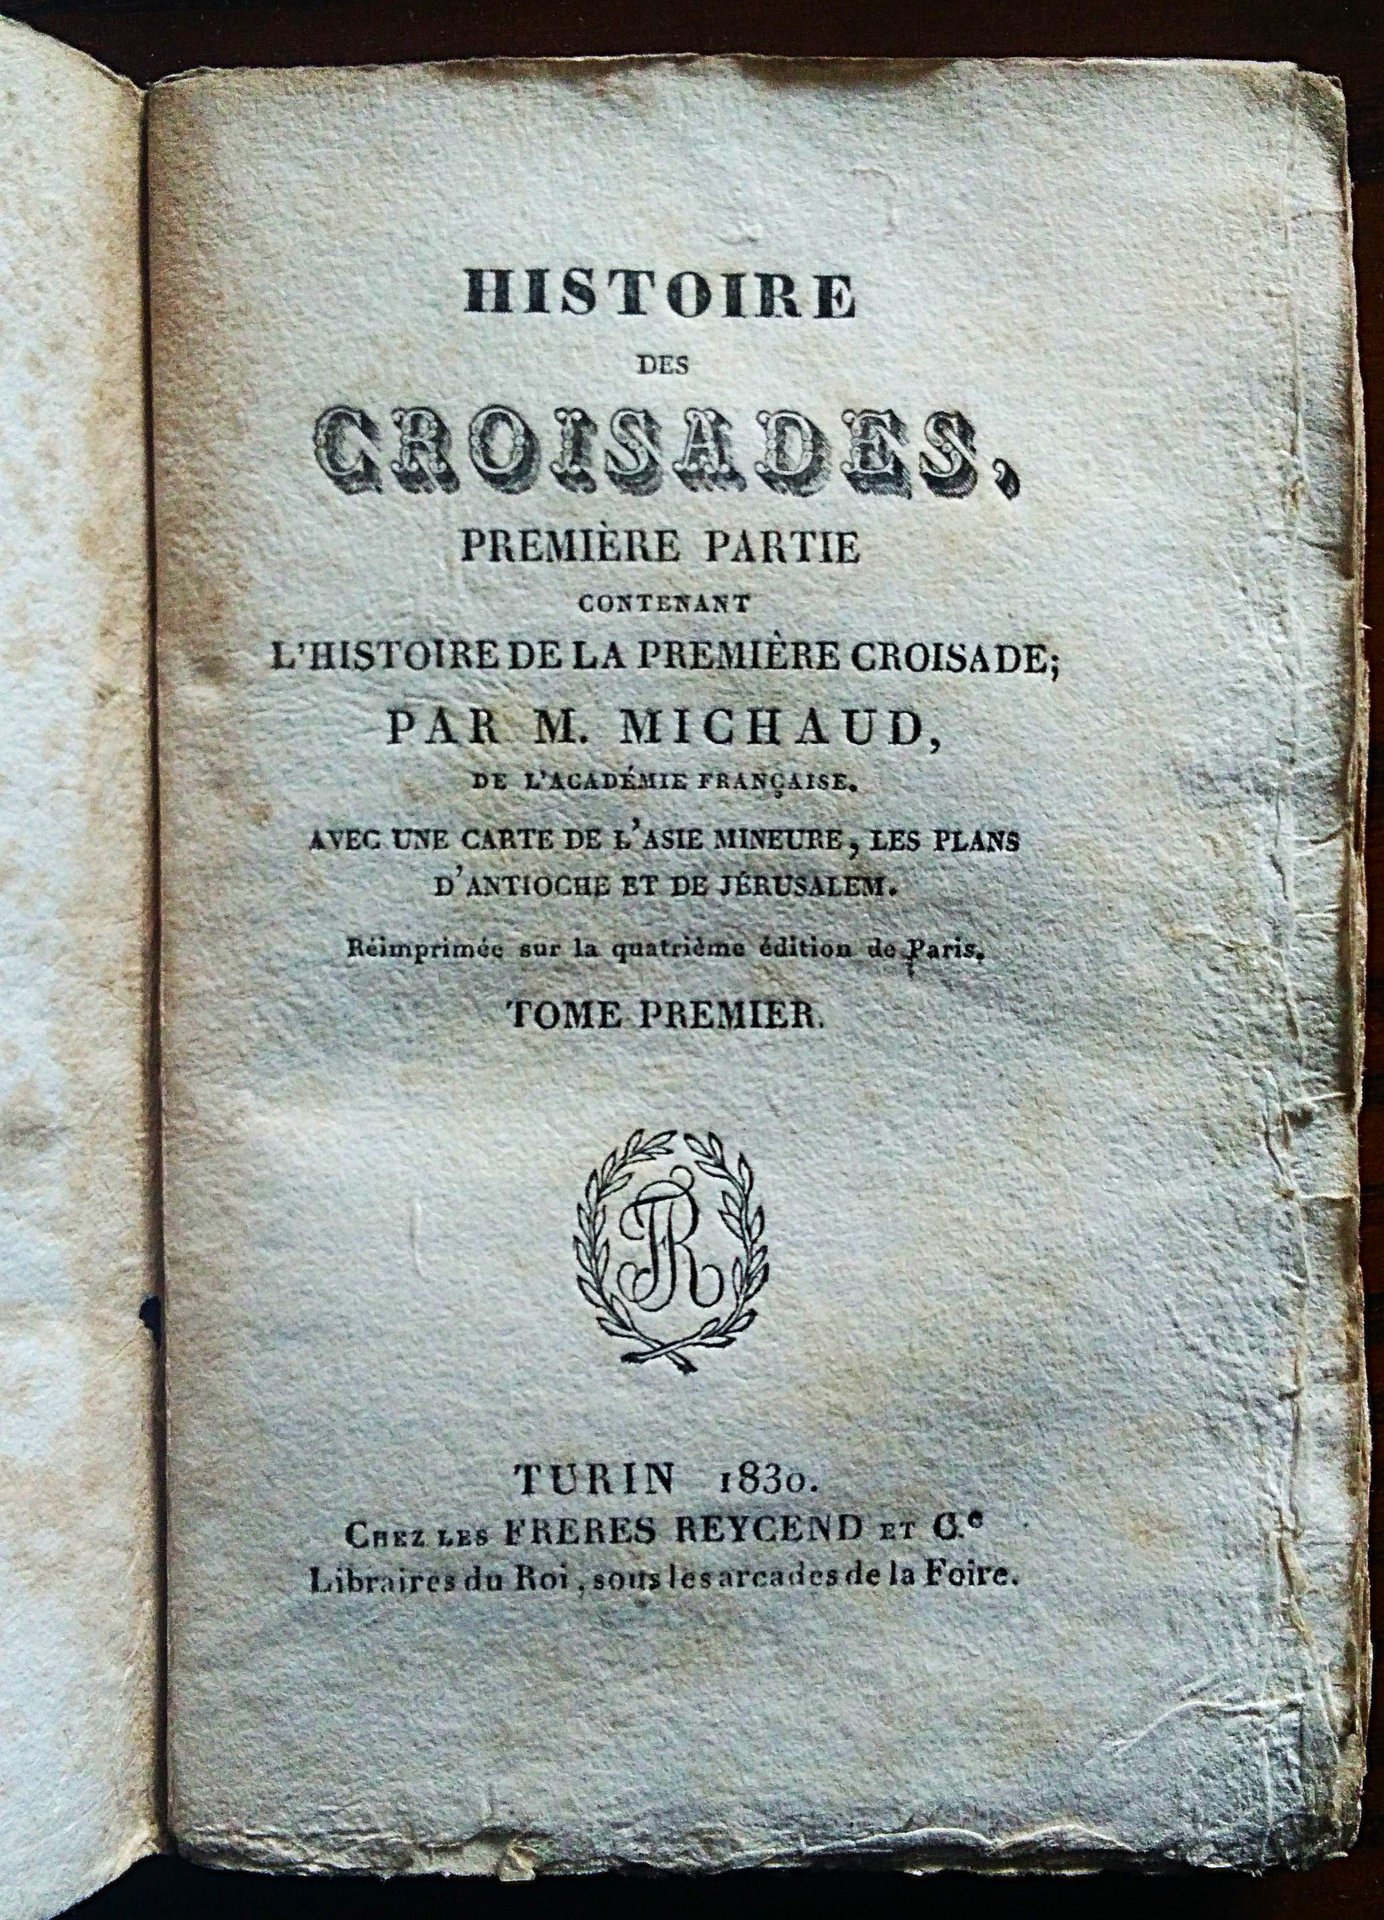 HISTOIRE
DES
CROISADES,
PREMIÈRE PARTIE
CONTENANT
L'HISTOIRE DE LA PREMIÈRE CROISADE;
PAR M. MICHAUD,
DE L'ACADÉMIE FRANÇAISE.
AVEC UNE CARTE DE L'ASIE MINEURE, LES PLANS
D'ANTIOCHE ET DE JÉRUSALEM.
Réimprimée sur la quatrième édition de Paris.
TOME PREMIER.
FR
TURIN 1830.
CHEZ LES FRERES REYCEND ET C.e
Libraires du Roi, sous les arcades de la Foire.